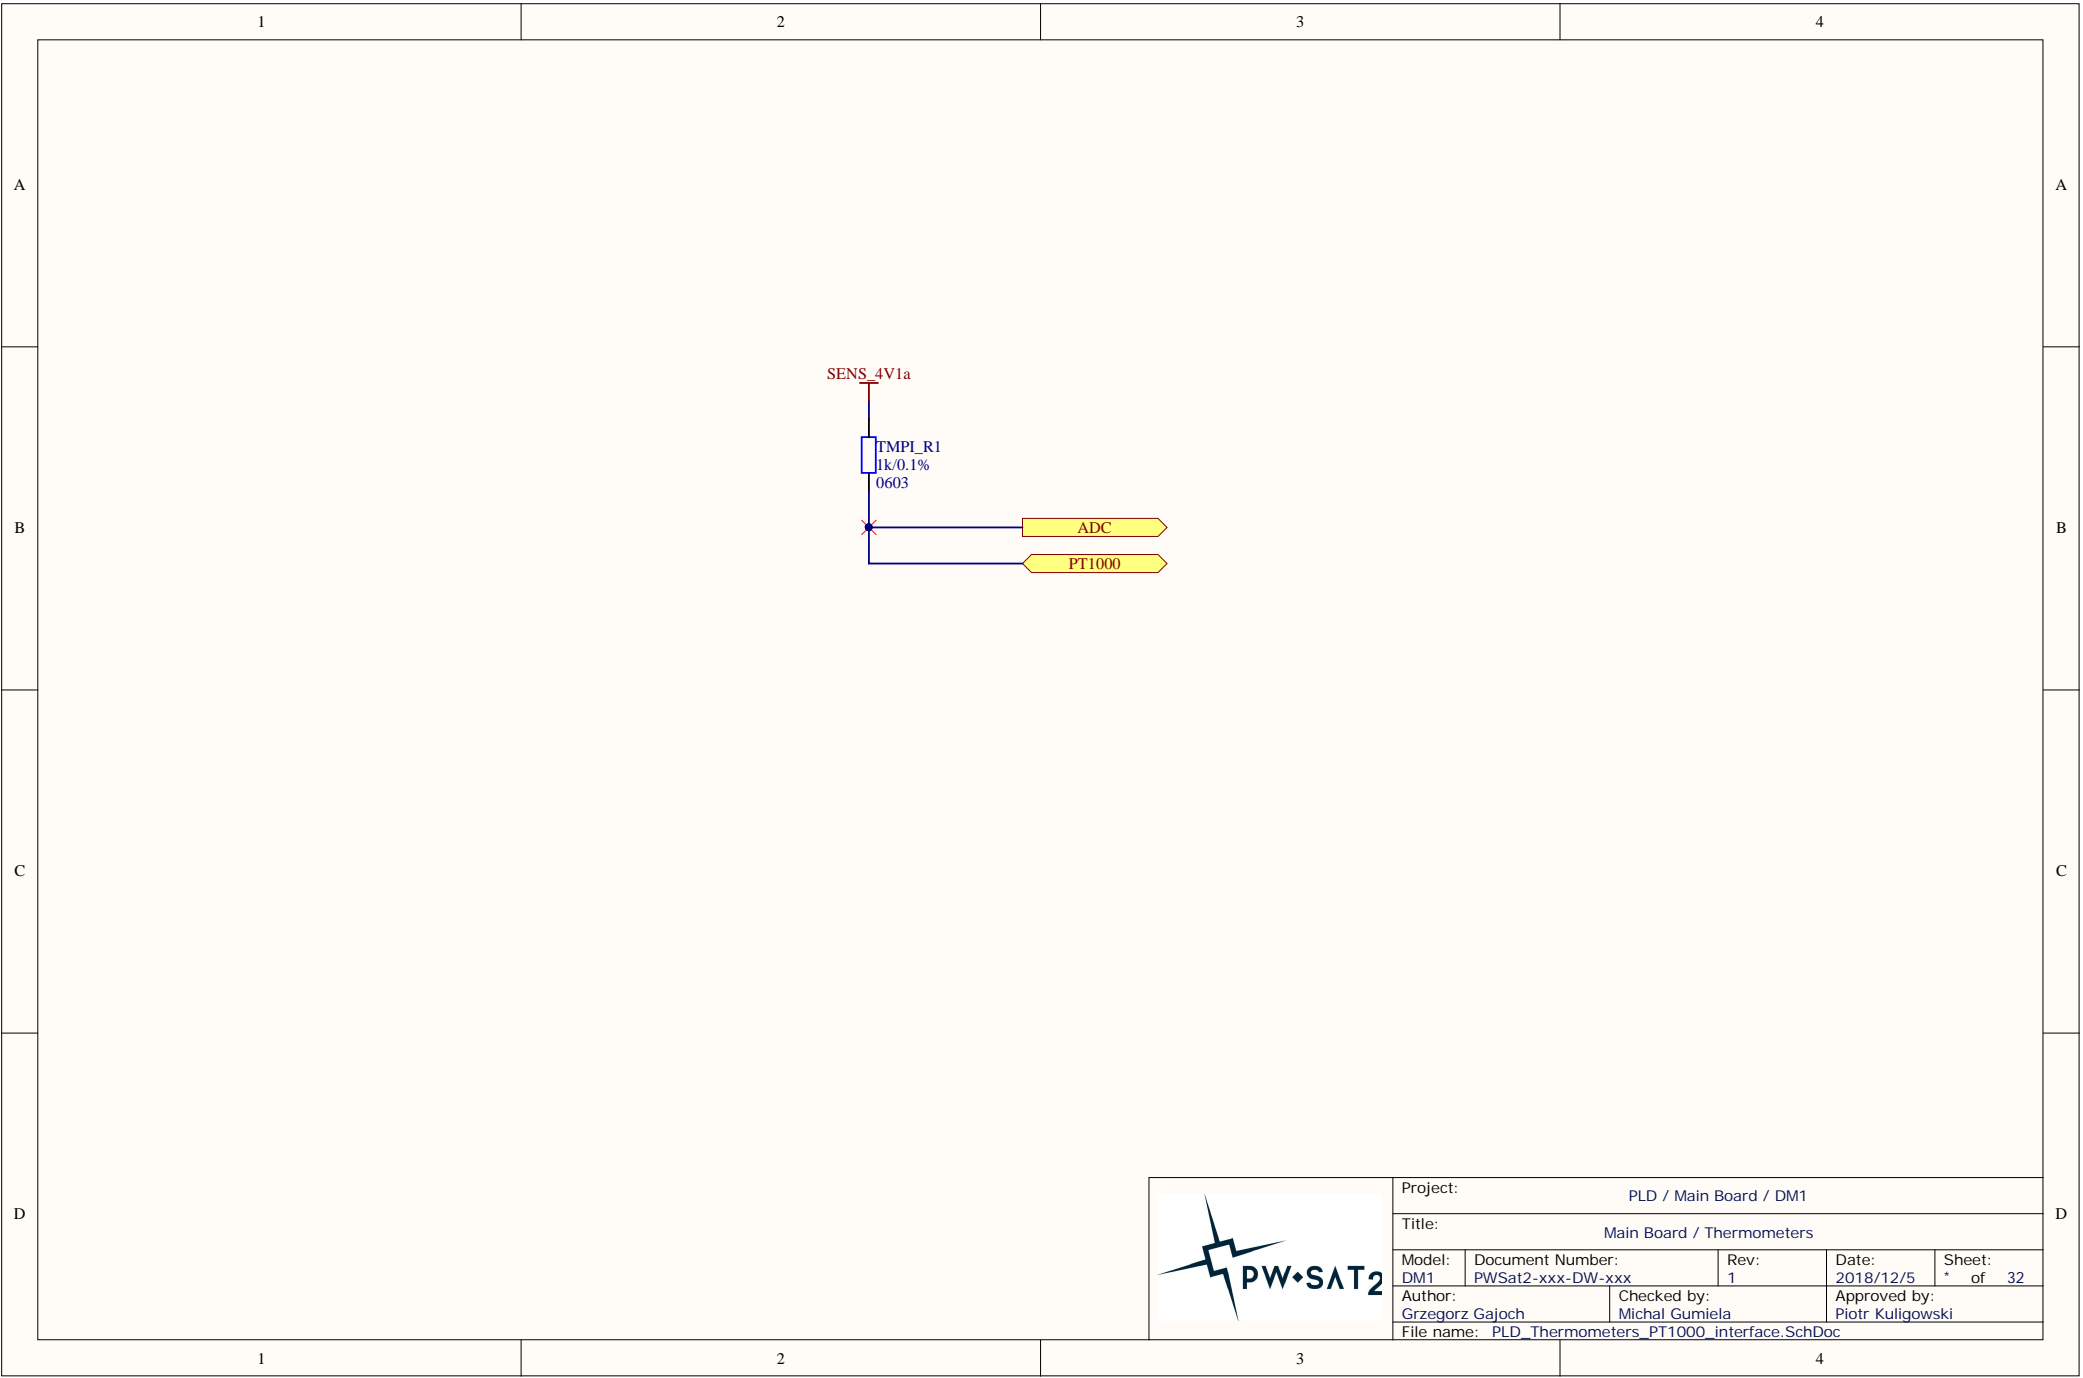 1 2 3 4
A A
SENS_4V1a
TMPI_R1
1k/0.1%
0603
B B
ADC
PT1000
C C
D D
PW◆SAT2
Project:
PLD / Main Board / DM1
Title:
Main Board / Thermometers
Model: Document Number: Rev: Date: Sheet:
DM1 PWSat2-xxx-DW-xxx 1 2018/12/5 * of 32
Author: Checked by: Approved by:
Grzegorz Gajoch Michal Gumiela Piotr Kuligowski
File name: PLD_Thermometers_PT1000_interface.SchDoc
1 2 3 4